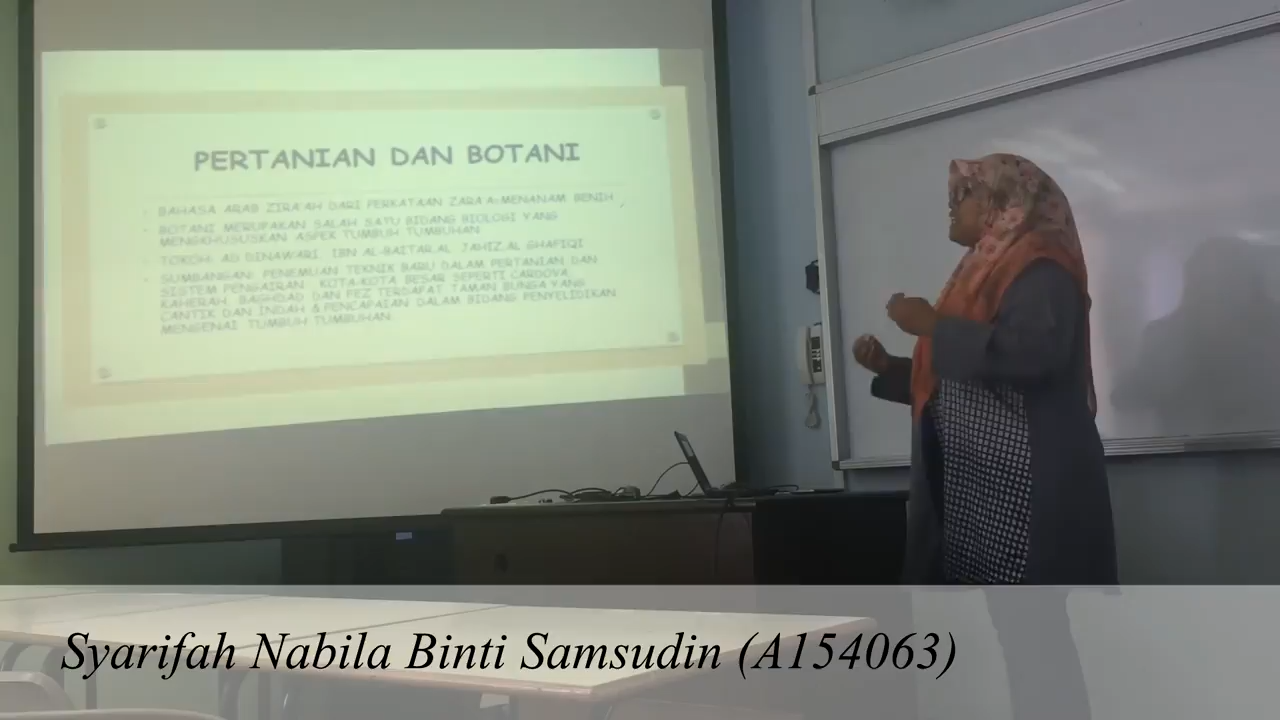 PERTANIAN DAN BOTANI
BAHASA ARAB ZIRA'AH DARI PERKATAAN ZARA'A-MENANAM BENIH
BOTANI MERUPAKAN SALAH SATU BIDANG BIOLOGI YANG
MENGKHUSUSKAN ASPEK TUMBUH TUMBUHAN
TOKOH: AD DINAWARI, IBN AL-BAITAR, AL JAHIZ, AL GHAFIQI
SUMBANGAN: PENEMUAN TEKNIK BARU DALAM PERTANIAN DAN
SISTEM PENGAIRAN. KOTA-KOTA BESAR SEPERTI CARDOVA,
KAHERAH, BAGHDAD DAN FEZ TERDAPAT TAMAN BUNGA YANG
CANTIK DAN INDAH & PENCAPAIAN DALAM BIDANG PENYELIDIKAN
MENGENAI TUMBUH TUMBUHAN.
Syarifah Nabila Binti Samsudin (A154063)